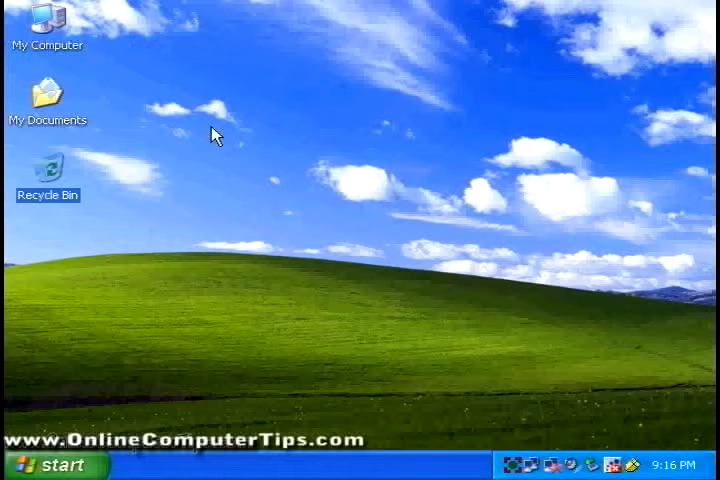 My Computer
My Documents
Recycle Bin
www.OnlineComputerTips.com
start
9:16 PM